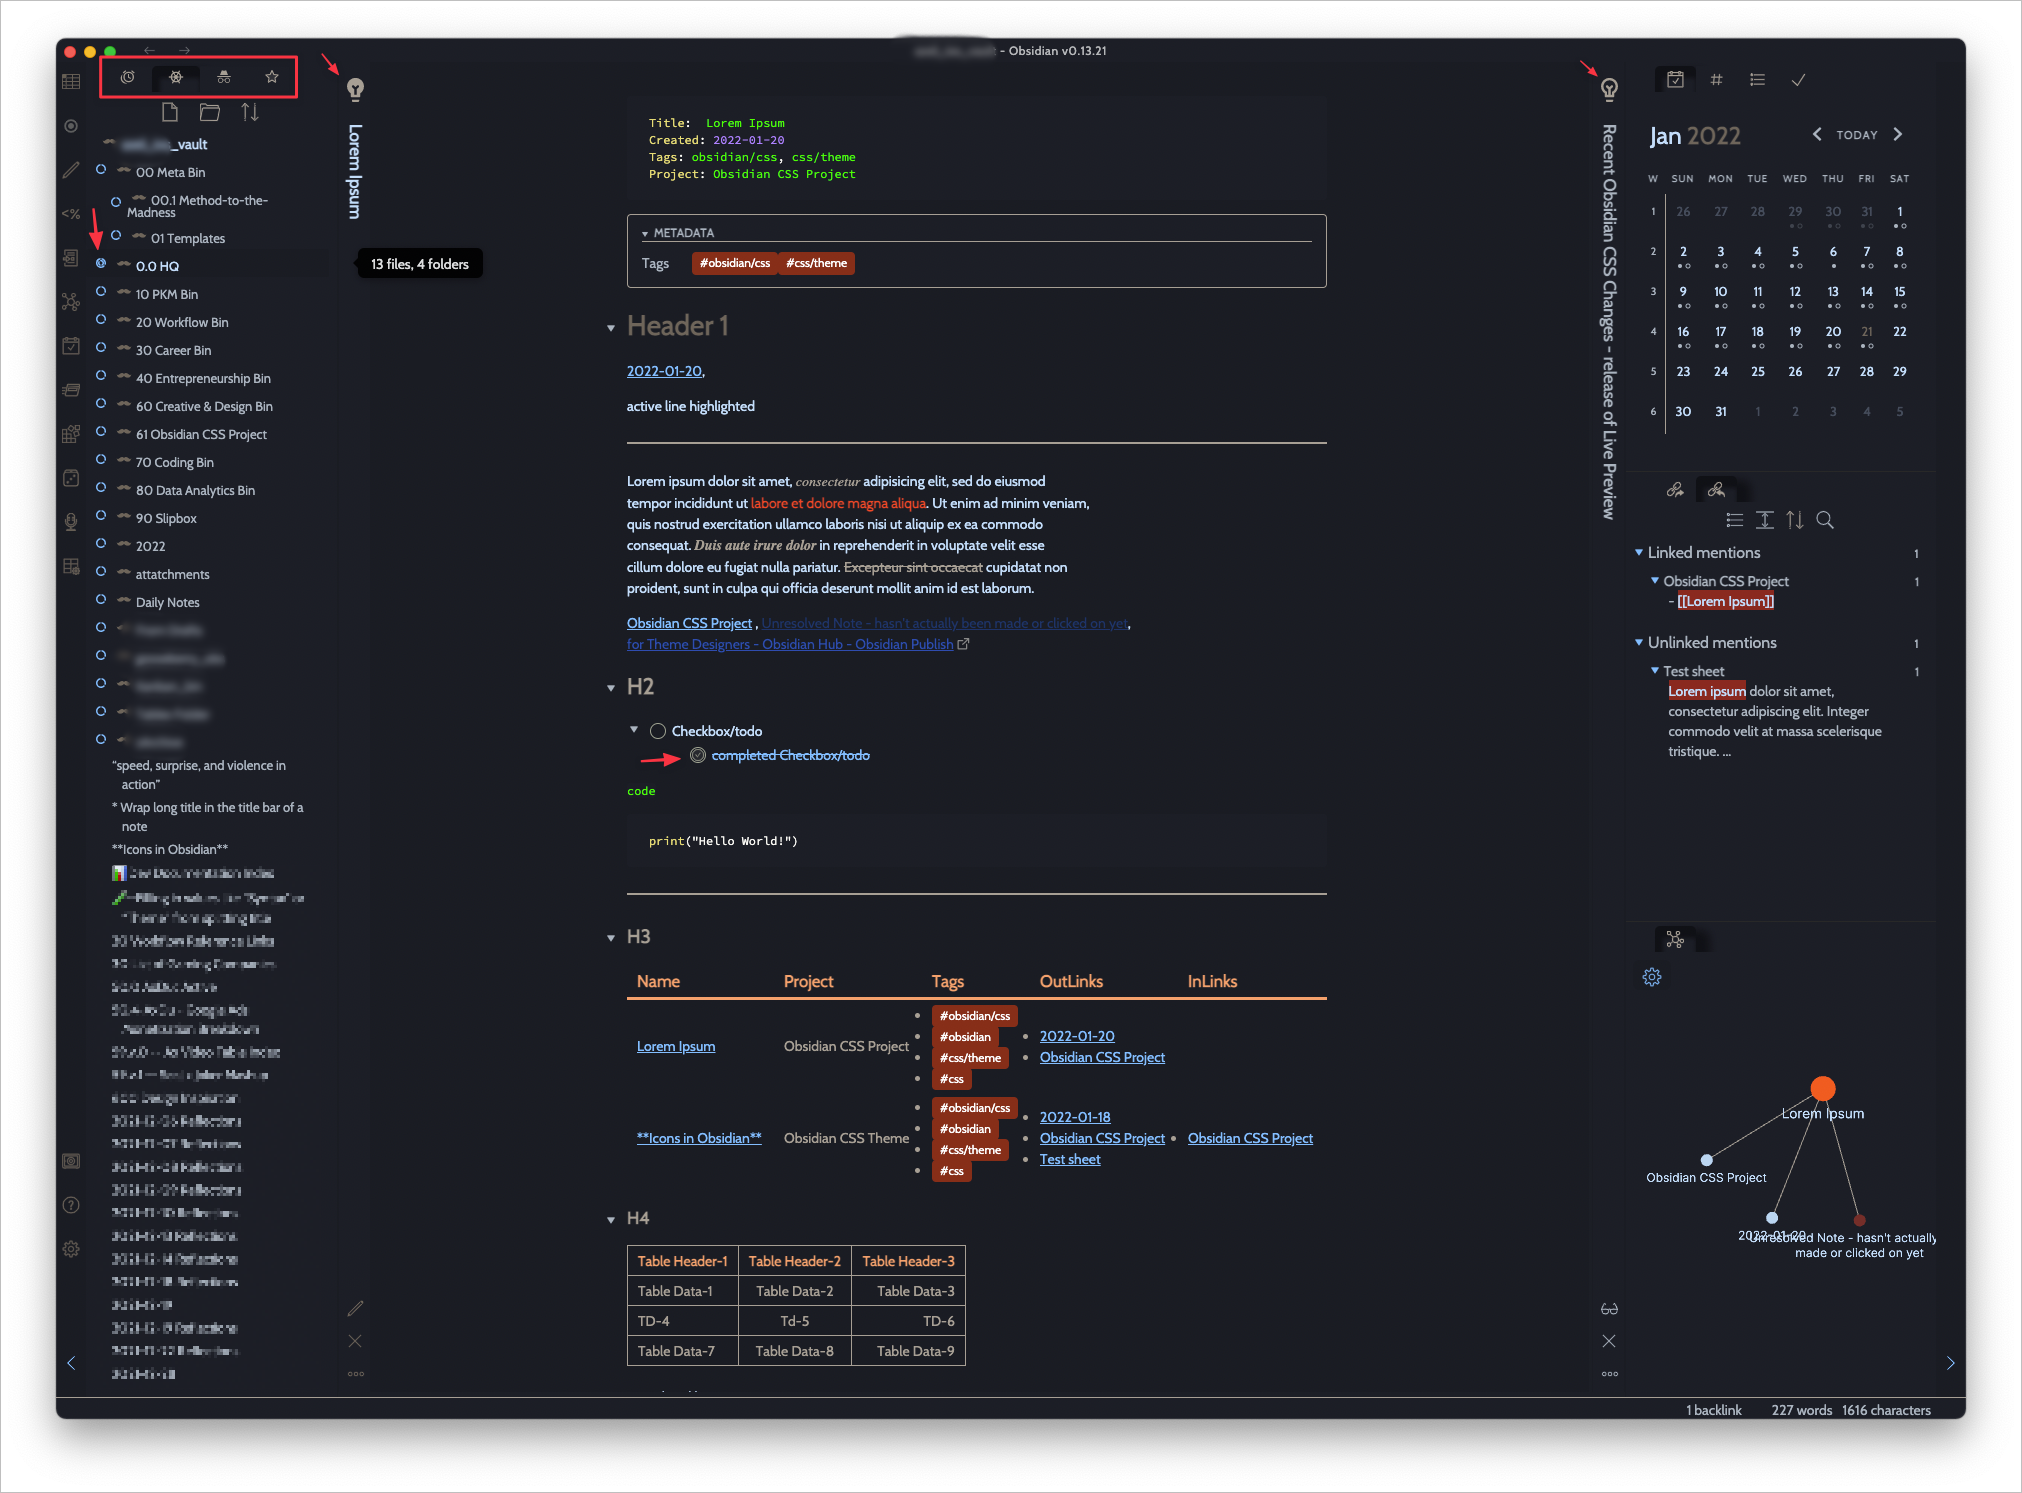 - Obsidian v0.13.21
_vault
00 Meta Bin
00.1 Method-to-the-
Madness
01 Templates
0.0 HQ
10 PKM Bin
20 Workflow Bin
30 Career Bin
40 Entrepreneurship Bin
60 Creative & Design Bin
61 Obsidian CSS Project
70 Coding Bin
80 Data Analytics Bin
90 Slipbox
2022
attatchments
Daily Notes
"speed, surprise, and violence in
action"
* Wrap long title in the title bar of a
note
**Icons in Obsidian**
13 files, 4 folders
Lorem Ipsum
Title: Lorem Ipsum
Created: 2022-01-20
Tags: obsidian/css, css/theme
Project: Obsidian CSS Project
METADATA
Tags #obsidian/css #css/theme
Header 1
2022-01-20,
active line highlighted
Lorem ipsum dolor sit amet, consectetur adipisicing elit, sed do eiusmod
tempor incididunt ut labore et dolore magna aliqua. Ut enim ad minim veniam,
quis nostrud exercitation ullamco laboris nisi ut aliquip ex ea commodo
consequat. Duis aute irure dolor in reprehenderit in voluptate velit esse
cillum dolore eu fugiat nulla pariatur. Excepteur sint occaecat cupidatat non
proident, sunt in culpa qui officia deserunt mollit anim id est laborum.
Obsidian CSS Project , Unresolved Note - hasn't actually been made or clicked on yet,
for Theme Designers - Obsidian Hub - Obsidian Publish
H2
Checkbox/todo
completed Checkbox/todo
code
print("Hello World!")
H3
Name Project Tags OutLinks InLinks
#obsidian/css
#obsidian 2022-01-20
Lorem Ipsum Obsidian CSS Project
#css/theme Obsidian CSS Project
#css
#obsidian/css
2022-01-18
#obsidian
**Icons in Obsidian** Obsidian CSS Theme Obsidian CSS Project Obsidian CSS Project
#css/theme
Test sheet
#css
H4
Table Header-1 Table Header-2 Table Header-3
Table Data-1 Table Data-2 Table Data-3
TD-4 Td-5 TD-6
Table Data-7 Table Data-8 Table Data-9
Recent Obsidian CSS Changes - release of Live Preview
Jan 2022 TODAY
W SUN MON TUE WED THU FRI SAT
1 26 27 28 29 30 31 1
2 2 3 4 5 6 7 8
3 9 10 11 12 13 14 15
4 16 17 18 19 20 21 22
5 23 24 25 26 27 28 29
6 30 31 1 2 3 4 5
Linked mentions 1
Obsidian CSS Project 1
- [[Lorem Ipsum]]
Unlinked mentions 1
Test sheet 1
Lorem ipsum dolor sit amet,
consectetur adipiscing elit. Integer
commodo velit at massa scelerisque
tristique. ...
Lorem Ipsum
Obsidian CSS Project
2022-01-20
Unresolved Note - hasn't actually
made or clicked on yet
1 backlink 227 words 1616 characters